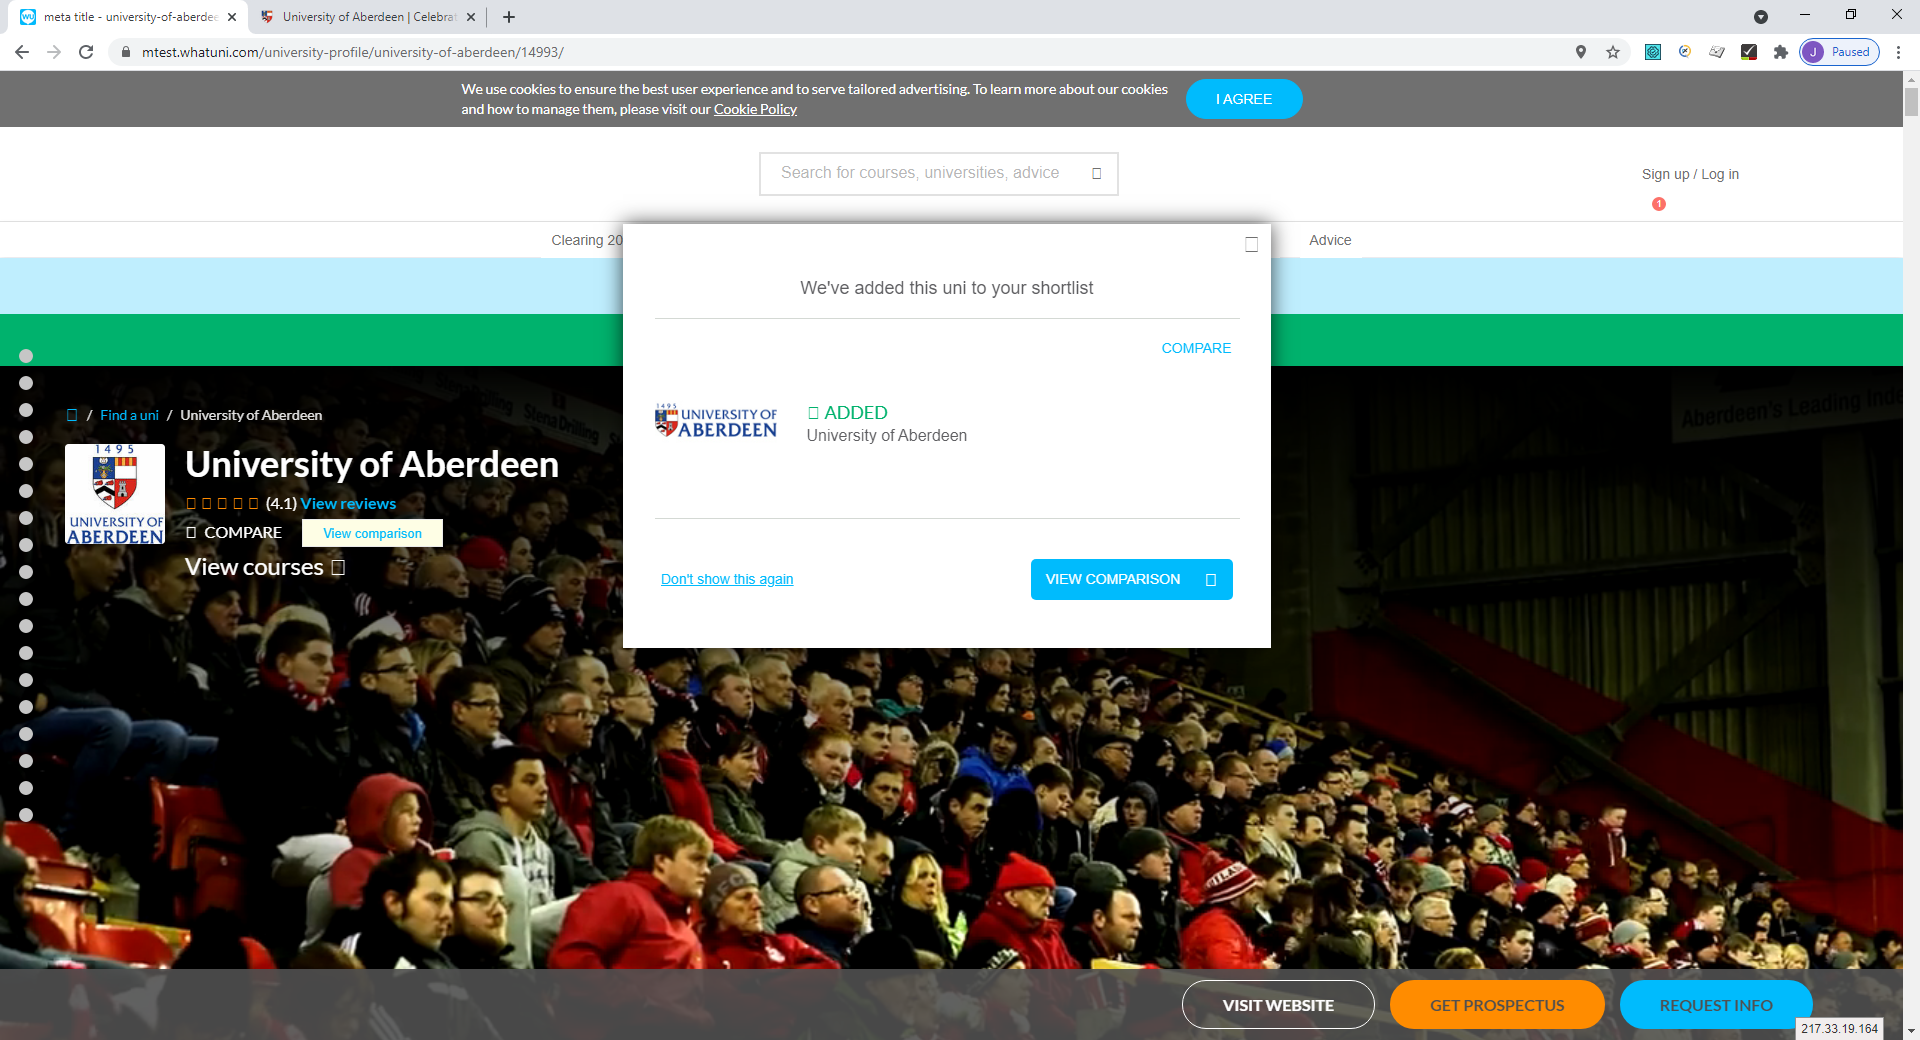 meta title - university-of-aberdee
University of Aberdeen | Celebrat
mtest.whatuni.com/university-profile/university-of-aberdeen/14993/
J Paused
We use cookies to ensure the best user experience and to serve tailored advertising. To learn more about our cookies
and how to manage them, please visit our Cookie Policy
I AGREE
Search for courses, universities, advice
Sign up / Log in
1
Clearing 20
Advice
We've added this uni to your shortlist
COMPARE
1495
UNIVERSITY OF
ABERDEEN
ADDED
University of Aberdeen
Don't show this again
VIEW COMPARISON
/ Find a uni / University of Aberdeen
1495
UNIVERSITY OF
ABERDEEN
University of Aberdeen
(4.1) View reviews
COMPARE
View comparison
View courses
StenaDrilling
StenaDrilling
Aberdeen's Leading Inde
VISIT WEBSITE
GET PROSPECTUS
REQUEST INFO
217.33.19.164